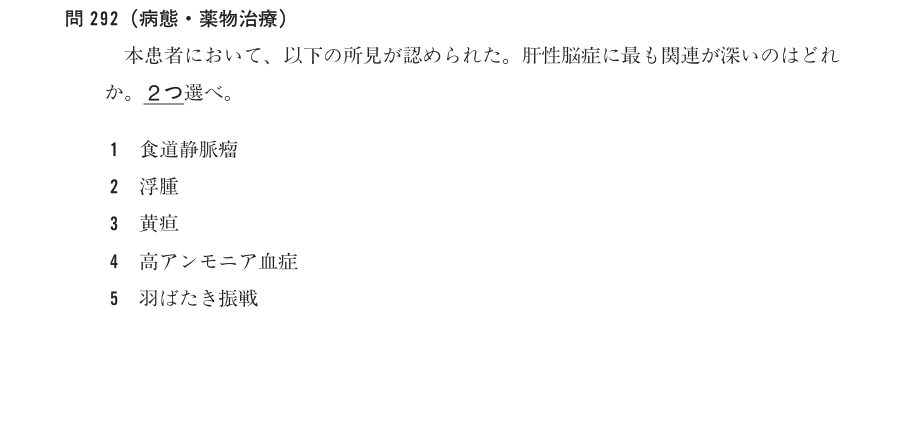 問 292（病態・薬物治療）
本患者において、以下の所見が認められた。肝性脳症に最も関連が深いのはどれ
か。２つ選べ。
1 食道静脈瘤
2 浮腫
3 黄疸
4 高アンモニア血症
5 羽ばたき振戦